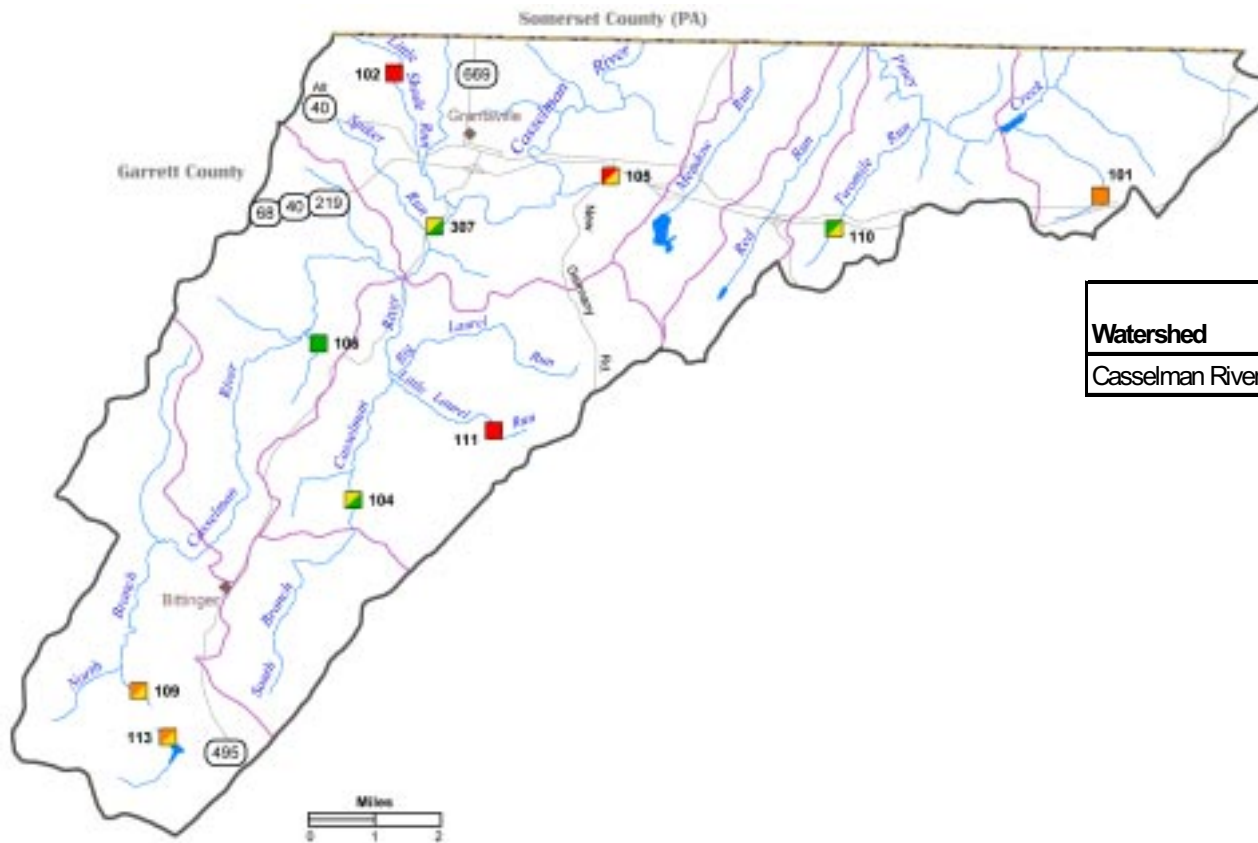 Somerset County (PA)
Little Shade Run
102
669
River
Alt
40
Grantsville
Casselman
Spiker Run
Meadow Run
Piney Creek
Red Run
Twomile Run
105
101
Garrett County
68 40 219
307
110
New Germany Rd
River
Big Laurel Run
106
Little Laurel Run
Watershed
Casselman River
River
111
Casselman
104
Casselman
Bittinger
Branch
Branch
North
South
109
113
495
Miles
0 1 2